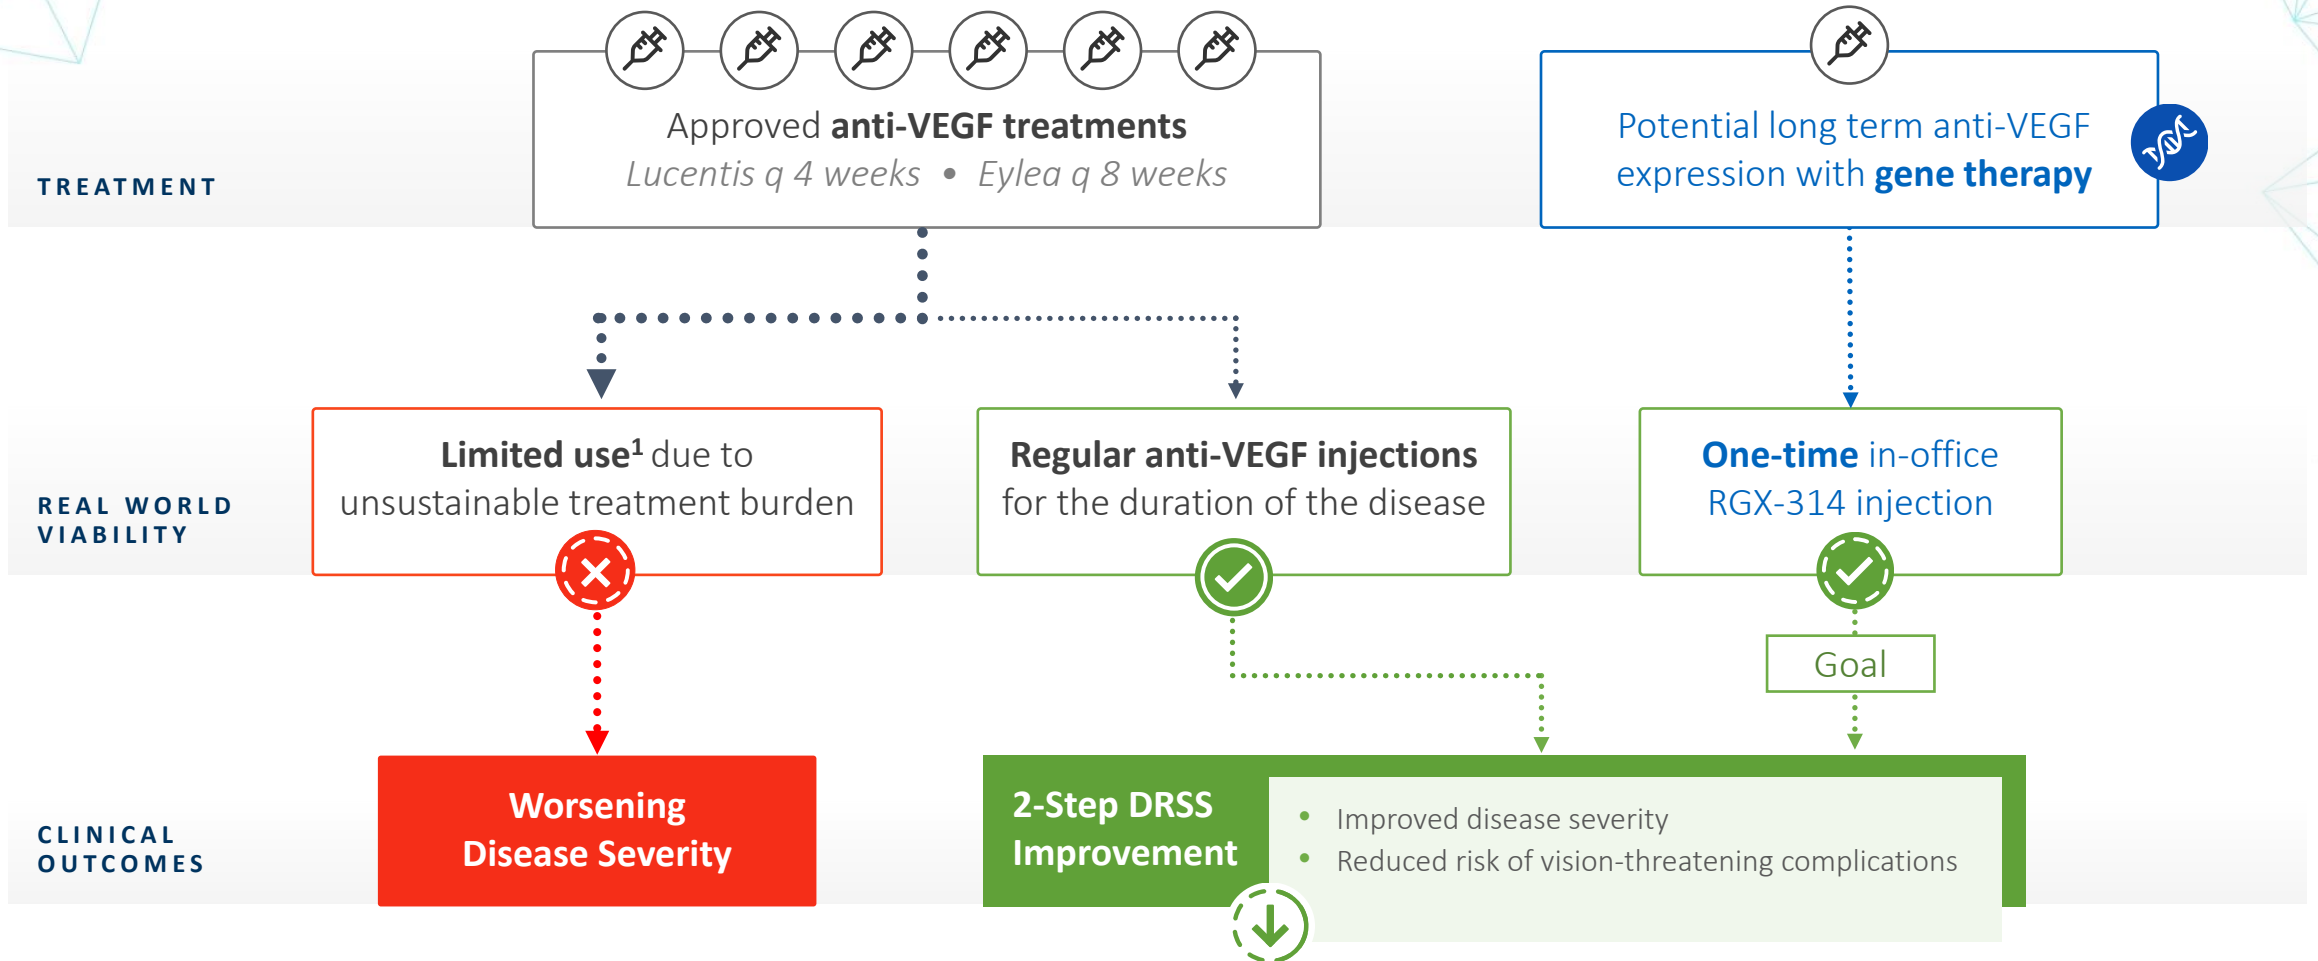 TREATMENT
Approved anti-VEGF treatments
Lucentis q 4 weeks • Eylea q 8 weeks
Potential long term anti-VEGF
expression with gene therapy
REAL WORLD
VIABILITY
Limited use¹ due to
unsustainable treatment burden
Regular anti-VEGF injections
for the duration of the disease
One-time in-office
RGX-314 injection
Goal
CLINICAL
OUTCOMES
Worsening
Disease Severity
2-Step DRSS
Improvement
• Improved disease severity
• Reduced risk of vision-threatening complications